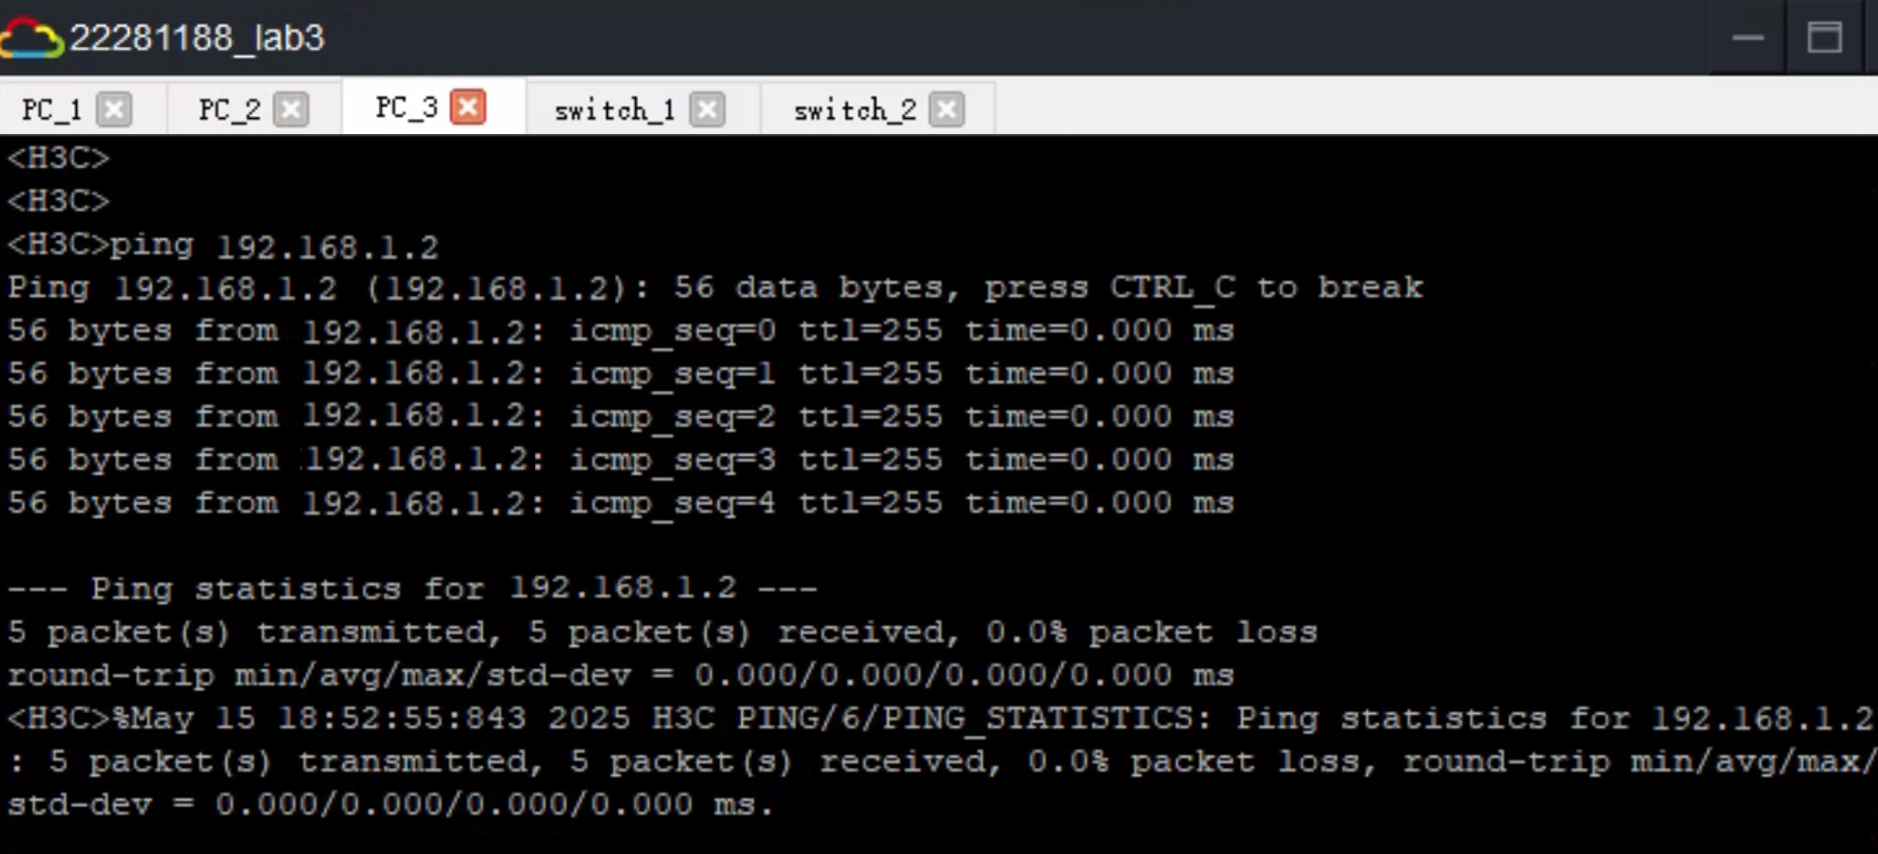 22281188_lab3
PC_1 PC_2 PC_3 switch_1 switch_2
<H3C>
<H3C>
<H3C>ping 192.168.1.2
Ping 192.168.1.2 (192.168.1.2): 56 data bytes, press CTRL_C to break
56 bytes from 192.168.1.2: icmp_seq=0 ttl=255 time=0.000 ms
56 bytes from 192.168.1.2: icmp_seq=1 ttl=255 time=0.000 ms
56 bytes from 192.168.1.2: icmp_seq=2 ttl=255 time=0.000 ms
56 bytes from 192.168.1.2: icmp_seq=3 ttl=255 time=0.000 ms
56 bytes from 192.168.1.2: icmp_seq=4 ttl=255 time=0.000 ms
--- Ping statistics for 192.168.1.2 ---
5 packet(s) transmitted, 5 packet(s) received, 0.0% packet loss
round-trip min/avg/max/std-dev = 0.000/0.000/0.000/0.000 ms
<H3C>%May 15 18:52:55:843 2025 H3C PING/6/PING_STATISTICS: Ping statistics for 192.168.1.2
: 5 packet(s) transmitted, 5 packet(s) received, 0.0% packet loss, round-trip min/avg/max/
std-dev = 0.000/0.000/0.000/0.000 ms.